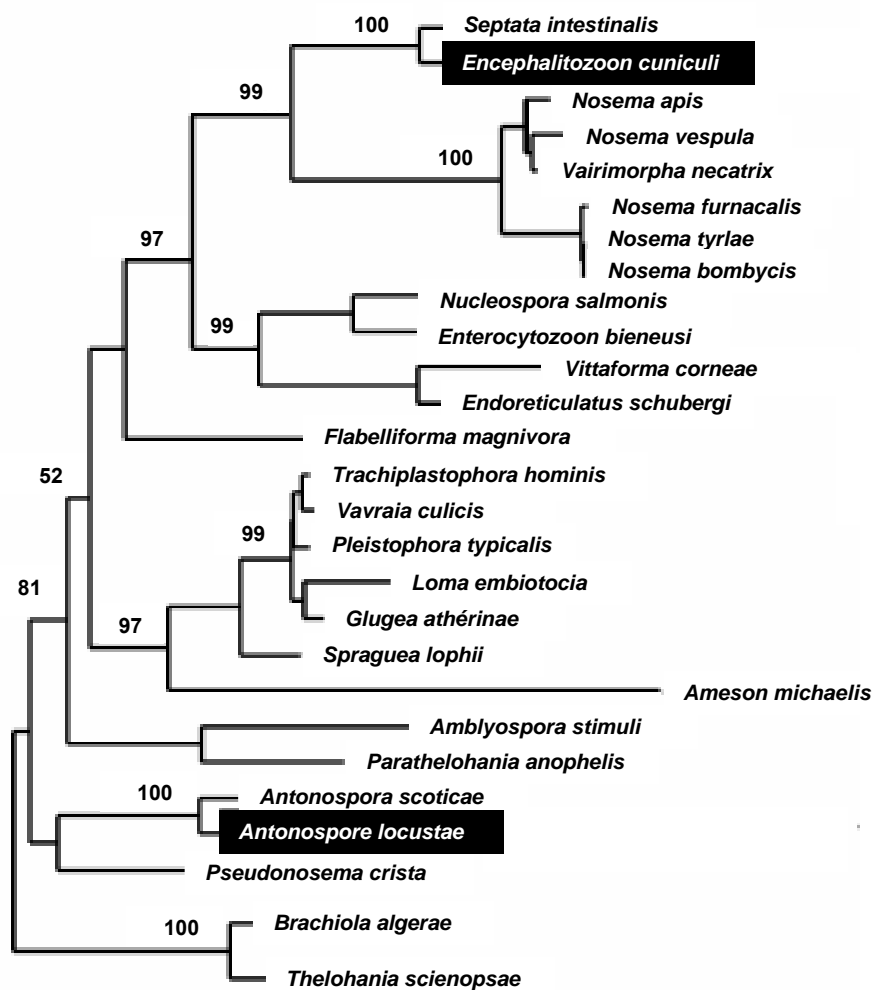 100
Septata intestinalis
Encephalitozoon cuniculi
99
Nosema apis
Nosema vespula
100
Vairimorpha necatrix
Nosema furnacalis
97
Nosema tyrlae
Nosema bombycis
Nucleospora salmonis
99
Enterocytozoon bieneusi
Vittaforma corneae
Endoreticulatus schubergi
Flabelliforma magnivora
52
Trachiplastophora hominis
Vavraia culicis
99
Pleistophora typicalis
81
Loma embiotocia
97
Glugea athérinae
Spraguea lophii
Ameson michaelis
Amblyospora stimuli
Parathelohania anophelis
100
Antonospora scoticae
Antonospore locustae
Pseudonosema crista
100
Brachiola algerae
Thelohania scienopsae